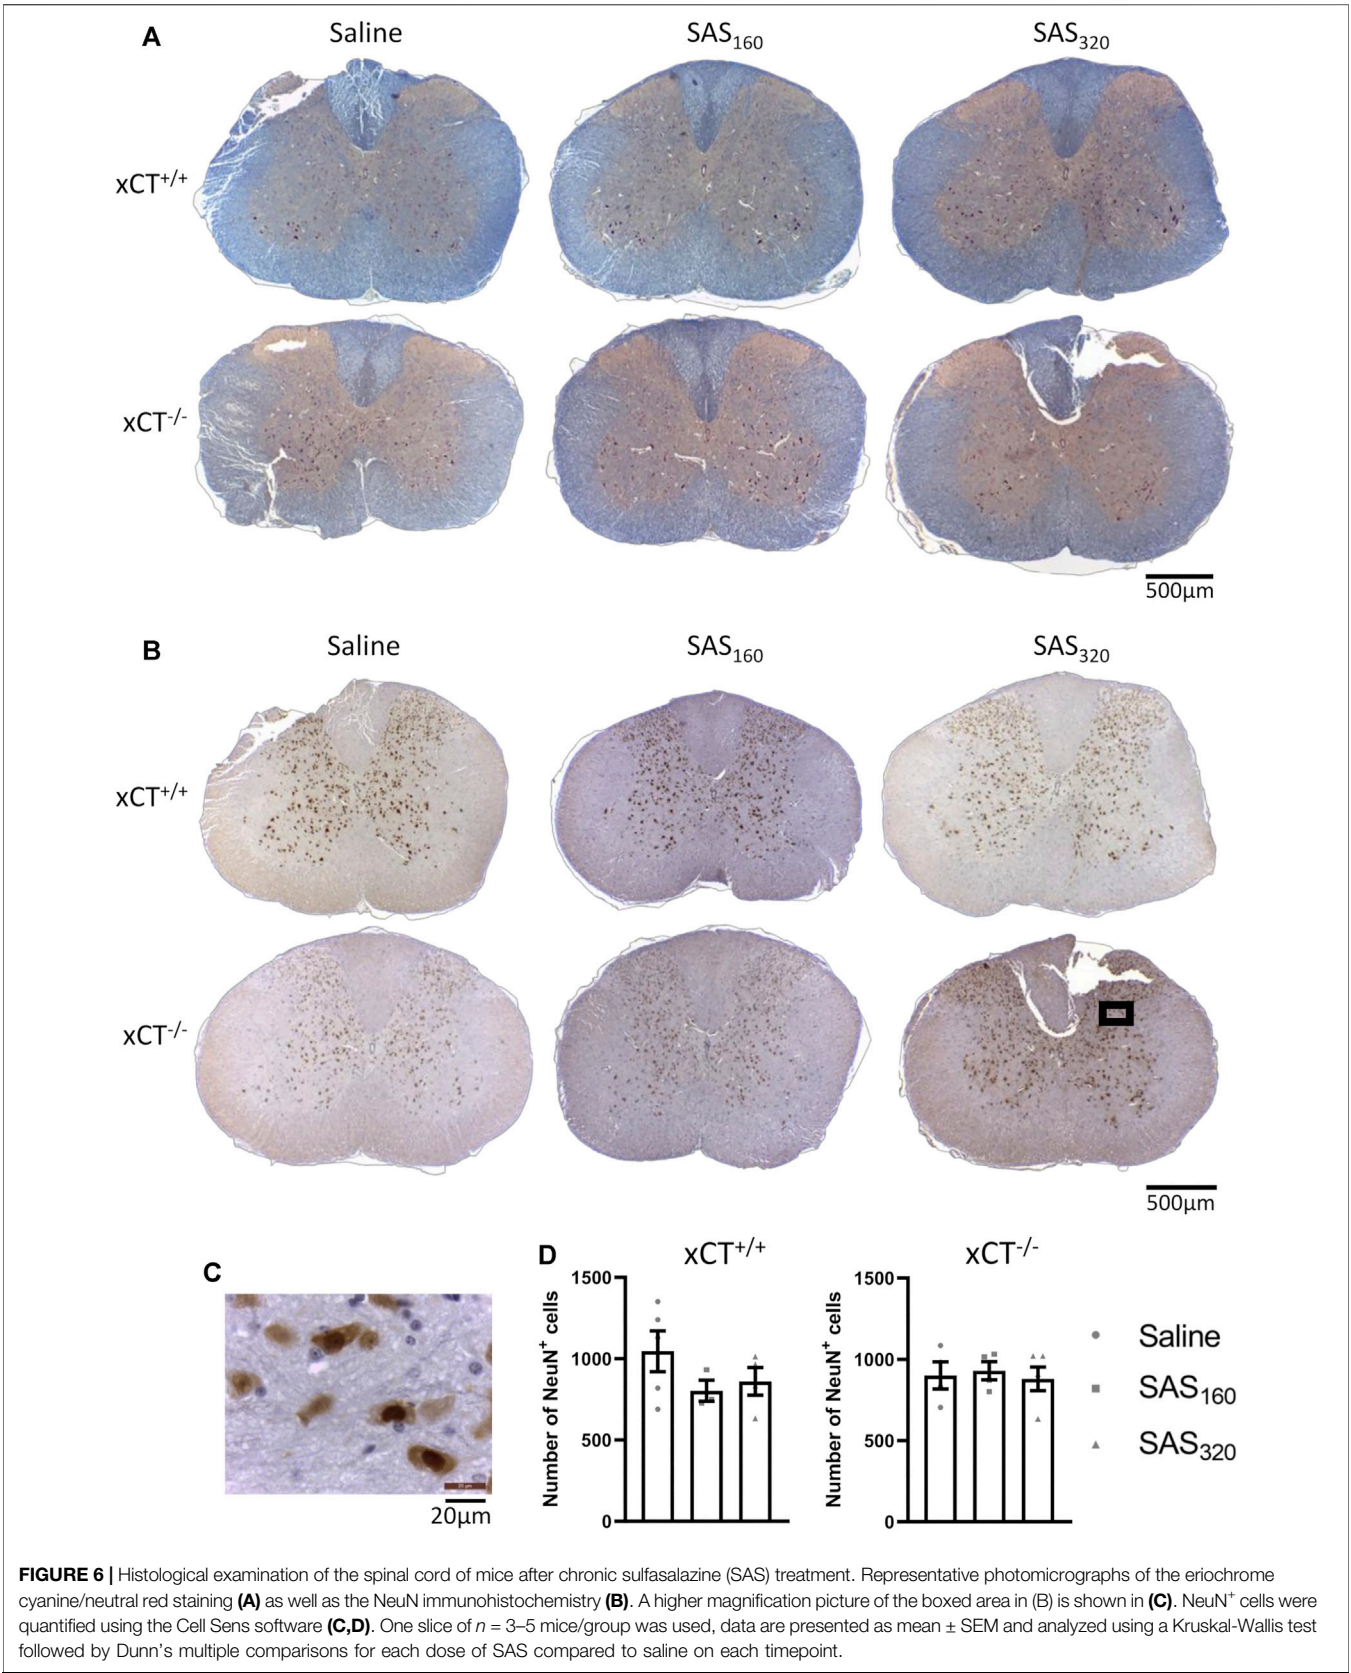 A
Saline
SAS160
SAS320
xCT+/+
xCT-/-
500µm
B
Saline
SAS160
SAS320
xCT+/+
xCT-/-
500µm
C
20µm
D
xCT+/+
Number of NeuN+ cells
1500
1000
500
0
xCT-/-
Number of NeuN+ cells
1500
1000
500
0
Saline
SAS160
SAS320
FIGURE 6 | Histological examination of the spinal cord of mice after chronic sulfasalazine (SAS) treatment. Representative photomicrographs of the eriochrome
cyanine/neutral red staining (A) as well as the NeuN immunohistochemistry (B). A higher magnification picture of the boxed area in (B) is shown in (C). NeuN+ cells were
quantified using the Cell Sens software (C,D). One slice of n = 3–5 mice/group was used, data are presented as mean ± SEM and analyzed using a Kruskal-Wallis test
followed by Dunn's multiple comparisons for each dose of SAS compared to saline on each timepoint.